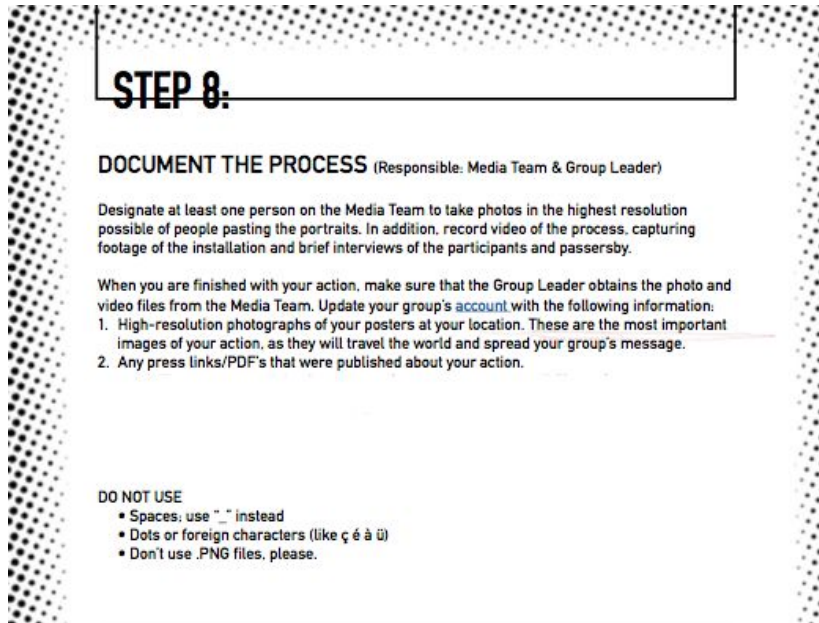 STEP 8:
DOCUMENT THE PROCESS (Responsible: Media Team & Group Leader)
Designate at least one person on the Media Team to take photos in the highest resolution
possible of people pasting the portraits. In addition, record video of the process, capturing
footage of the installation and brief interviews of the participants and passersby.
When you are finished with your action, make sure that the Group Leader obtains the photo and
video files from the Media Team. Update your group's account with the following information:
1. High-resolution photographs of your posters at your location. These are the most important
images of your action, as they will travel the world and spread your group's message.
2. Any press links/PDF's that were published about your action.
DO NOT USE
• Spaces; use "_" instead
• Dots or foreign characters (like ç é à ü)
• Don't use .PNG files, please.